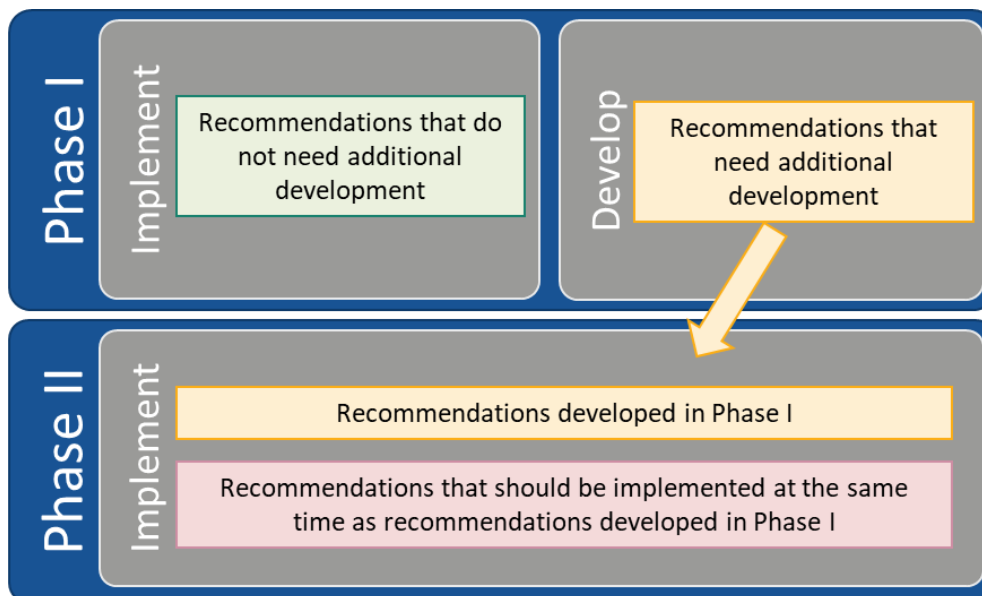 Phase I
Implement
Recommendations that do
not need additional
development
Develop
Recommendations that
need additional
development
Phase II
Implement
Recommendations developed in Phase I
Recommendations that should be implemented at the same
time as recommendations developed in Phase I